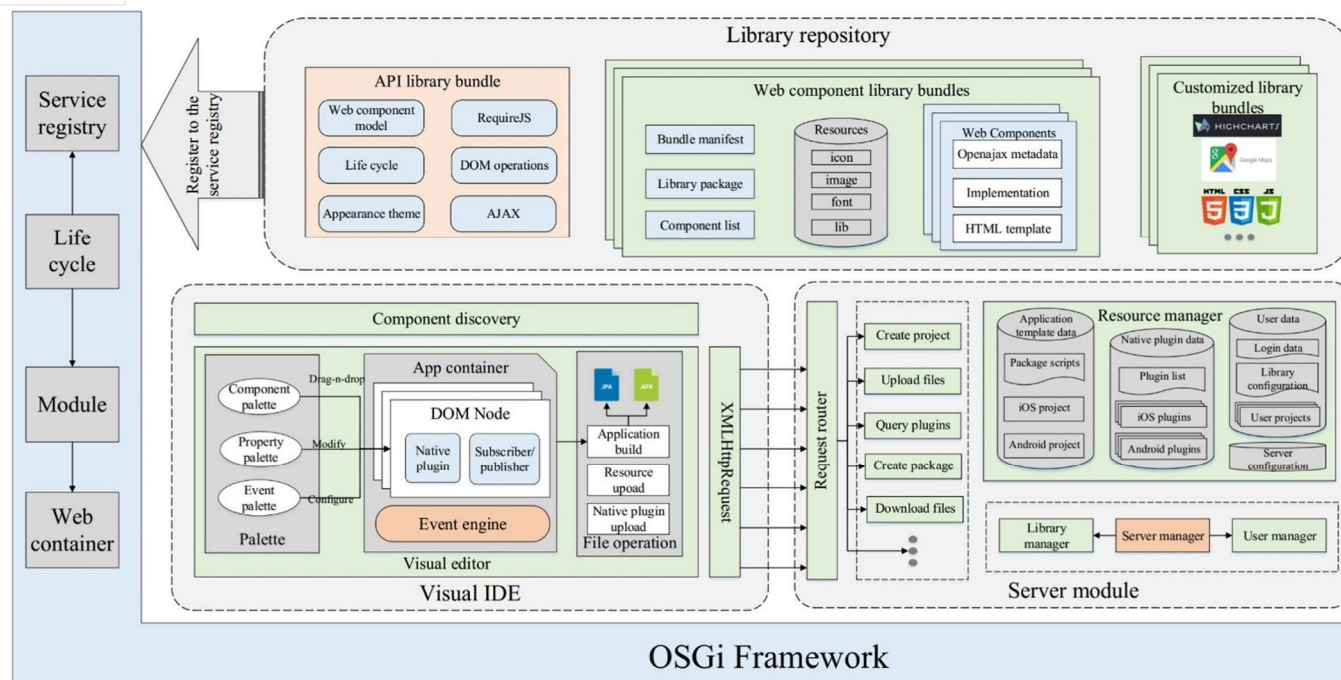 Library repository
Service
registry
Life
cycle
Module
Web
container
Register to the
service registry
API library bundle
Web component
model
RequireJS
Life cycle
DOM operations
Appearance theme
AJAX
Web component library bundles
Bundle manifest
Library package
Component list
Resources
icon
image
font
lib
Web Components
Openajax metadata
Implementation
HTML template
Customized library
bundles
HIGHCHARTS
Google Maps
HTML CSS JS
5 3 J
Component discovery
Component
palette
Property
palette
Event
palette
Palette
Drag-n-drop
Modify
Configure
App container
DOM Node
Native
plugin
Subscriber/
publisher
Event engine
JPA
APK
Application
build
Resource
upoad
Native plugin
upload
File operation
Visual editor
Visual IDE
XMLHttpRequest
Request router
Create project
Upload files
Query plugins
Create package
Download files
Resource manager
Application
template data
Package scripts
iOS project
Android project
Native plugin data
Plugin list
iOS plugins
Android plugins
User data
Login data
Library
configuration
User projects
Server
configuration
Library
manager
Server manager
User manager
Server module
OSGi Framework